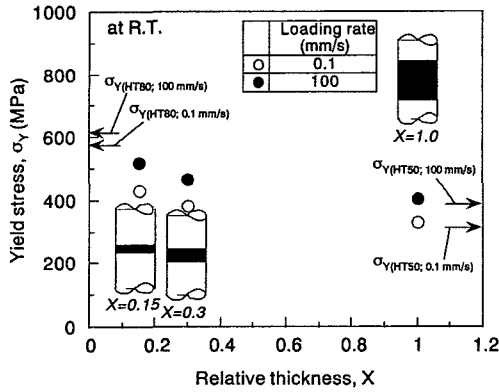 at R.T.
Loading rate
(mm/s)
○ 0.1
● 100
σY(HT80; 100 mm/s)
σY(HT80; 0.1 mm/s)
X=1.0
σY(HT50; 100 mm/s)
σY(HT50; 0.1 mm/s)
X=0.15
X=0.3
Yield stress, σY (MPa)
1000
800
600
400
200
0
0 0.2 0.4 0.6 0.8 1 1.2
Relative thickness, X